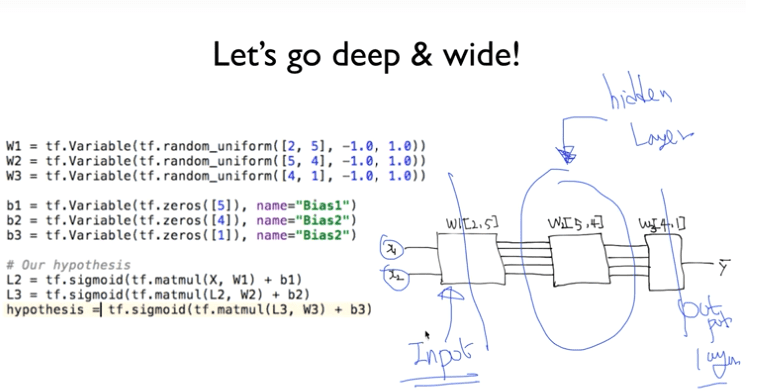 Let's go deep & wide!
W1 = tf.Variable(tf.random_uniform([2, 5], -1.0, 1.0))
W2 = tf.Variable(tf.random_uniform([5, 4], -1.0, 1.0))
W3 = tf.Variable(tf.random_uniform([4, 1], -1.0, 1.0))
b1 = tf.Variable(tf.zeros([5]), name="Bias1")
b2 = tf.Variable(tf.zeros([4]), name="Bias2")
b3 = tf.Variable(tf.zeros([1]), name="Bias2")
# Our hypothesis
L2 = tf.sigmoid(tf.matmul(X, W1) + b1)
L3 = tf.sigmoid(tf.matmul(L2, W2) + b2)
hypothesis = tf.sigmoid(tf.matmul(L3, W3) + b3)
hidden
Layer
W1[2,5]
W2[5,4]
W3[4,1]
x1
x2
Y
Input
out put
layer